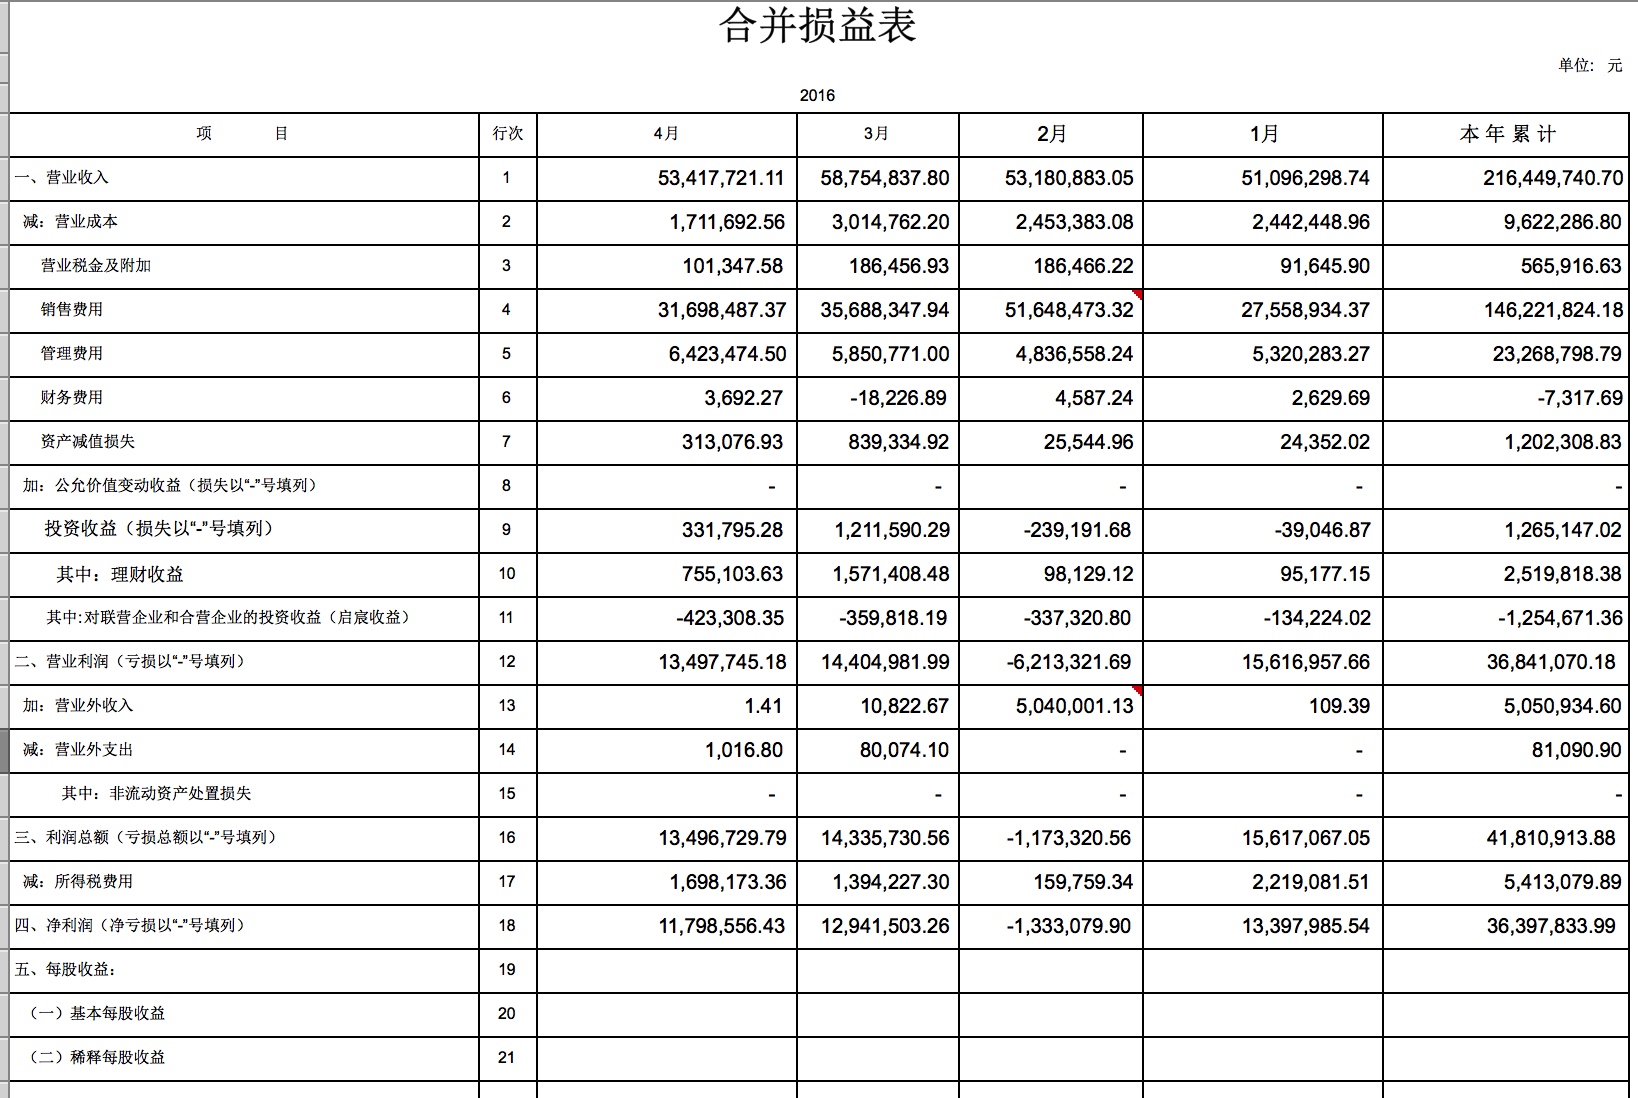 合并损益表
单位: 元
2016
项 目 行次 4月 3月 2月 1月 本年累计
一、营业收入 1 53,417,721.11 58,754,837.80 53,180,883.05 51,096,298.74 216,449,740.70
减：营业成本 2 1,711,692.56 3,014,762.20 2,453,383.08 2,442,448.96 9,622,286.80
营业税金及附加 3 101,347.58 186,456.93 186,466.22 91,645.90 565,916.63
销售费用 4 31,698,487.37 35,688,347.94 51,648,473.32 27,558,934.37 146,221,824.18
管理费用 5 6,423,474.50 5,850,771.00 4,836,558.24 5,320,283.27 23,268,798.79
财务费用 6 3,692.27 -18,226.89 4,587.24 2,629.69 -7,317.69
资产减值损失 7 313,076.93 839,334.92 25,544.96 24,352.02 1,202,308.83
加：公允价值变动收益（损失以“-”号填列） 8 - - - - -
投资收益（损失以“-”号填列） 9 331,795.28 1,211,590.29 -239,191.68 -39,046.87 1,265,147.02
其中：理财收益 10 755,103.63 1,571,408.48 98,129.12 95,177.15 2,519,818.38
其中:对联营企业和合营企业的投资收益（启宸收益） 11 -423,308.35 -359,818.19 -337,320.80 -134,224.02 -1,254,671.36
二、营业利润（亏损以“-”号填列） 12 13,497,745.18 14,404,981.99 -6,213,321.69 15,616,957.66 36,841,070.18
加：营业外收入 13 1.41 10,822.67 5,040,001.13 109.39 5,050,934.60
减：营业外支出 14 1,016.80 80,074.10 - - 81,090.90
其中：非流动资产处置损失 15 - - - - -
三、利润总额（亏损总额以“-”号填列） 16 13,496,729.79 14,335,730.56 -1,173,320.56 15,617,067.05 41,810,913.88
减：所得税费用 17 1,698,173.36 1,394,227.30 159,759.34 2,219,081.51 5,413,079.89
四、净利润（净亏损以“-”号填列） 18 11,798,556.43 12,941,503.26 -1,333,079.90 13,397,985.54 36,397,833.99
五、每股收益： 19
（一）基本每股收益 20
（二）稀释每股收益 21